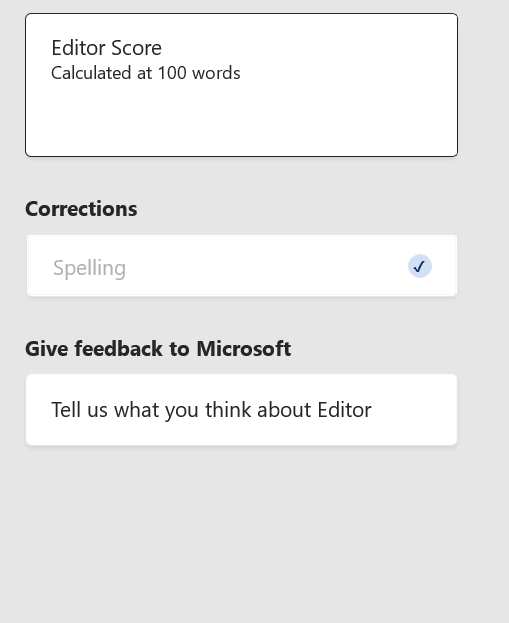 Editor Score
Calculated at 100 words
Corrections
Spelling
Give feedback to Microsoft
Tell us what you think about Editor